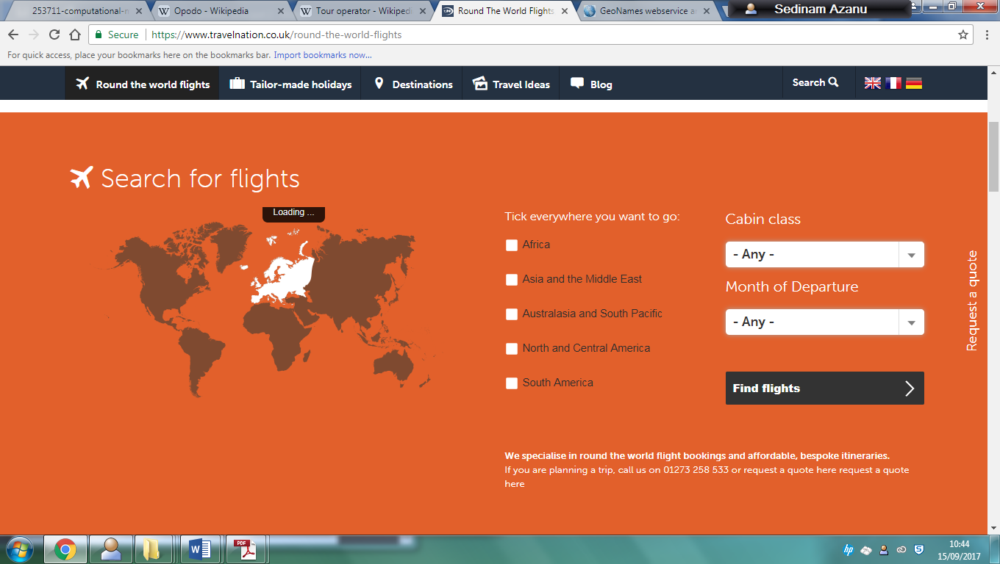 253711-computational-n
Opodo - Wikipedia
Tour operator - Wikiped
Round The World Flights
GeoNames webservice a
Sedinam Azanu
Secure
https://www.travelnation.co.uk/round-the-world-flights
For quick access, place your bookmarks here on the bookmarks bar. Import bookmarks now...
Round the world flights
Tailor-made holidays
Destinations
Travel Ideas
Blog
Search
Search for flights
Loading ...
Tick everywhere you want to go:
Africa
Asia and the Middle East
Australasia and South Pacific
North and Central America
South America
Cabin class
- Any -
Month of Departure
- Any -
Find flights
Request a quote
We specialise in round the world flight bookings and affordable, bespoke itineraries.
If you are planning a trip, call us on 01273 258 533 or request a quote here request a quote
here
W
PDF
hp
10:44
15/09/2017